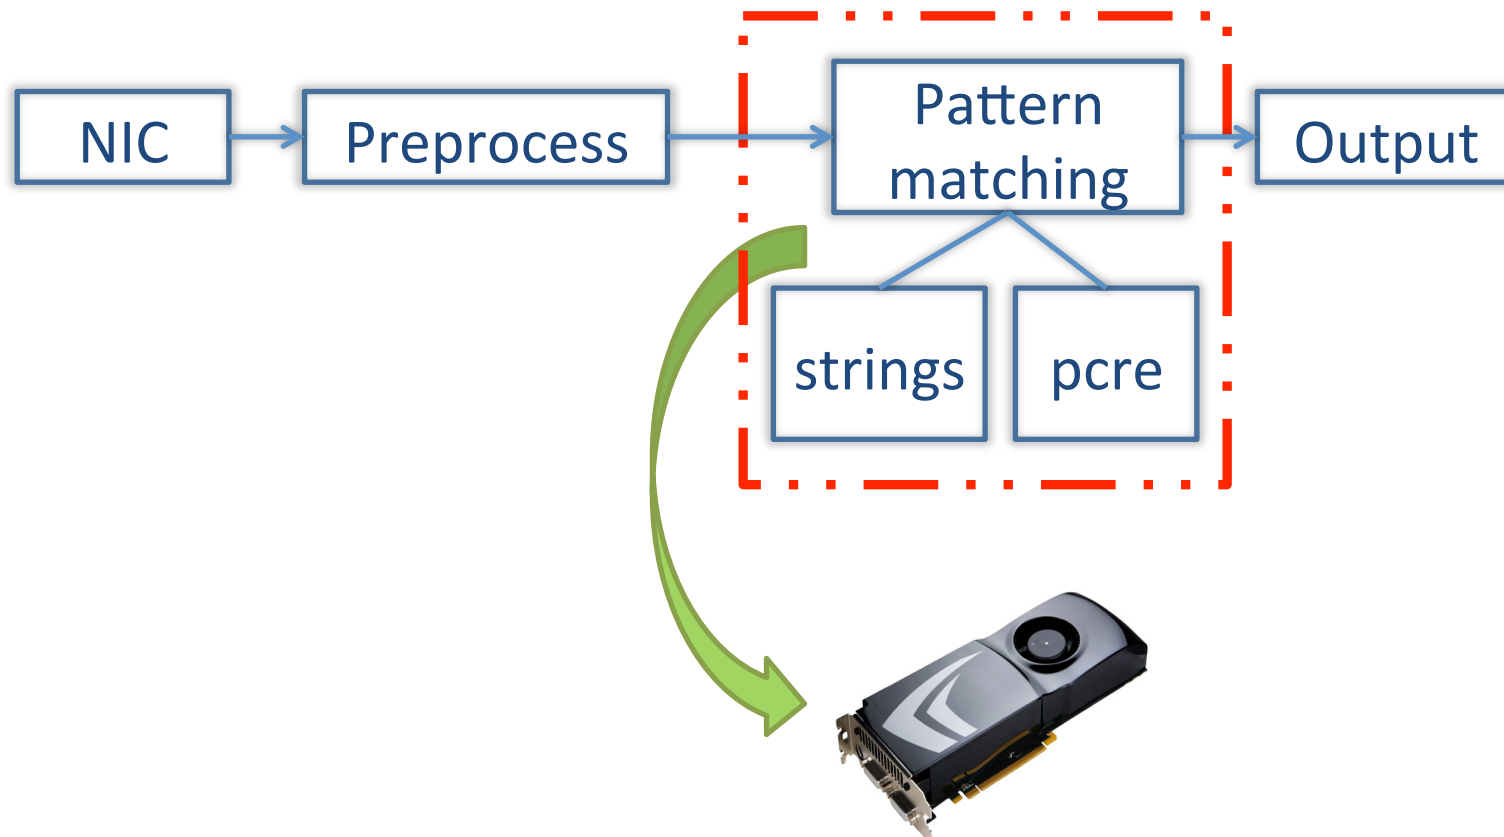 NIC
Preprocess
Pattern
matching
Output
strings
pcre